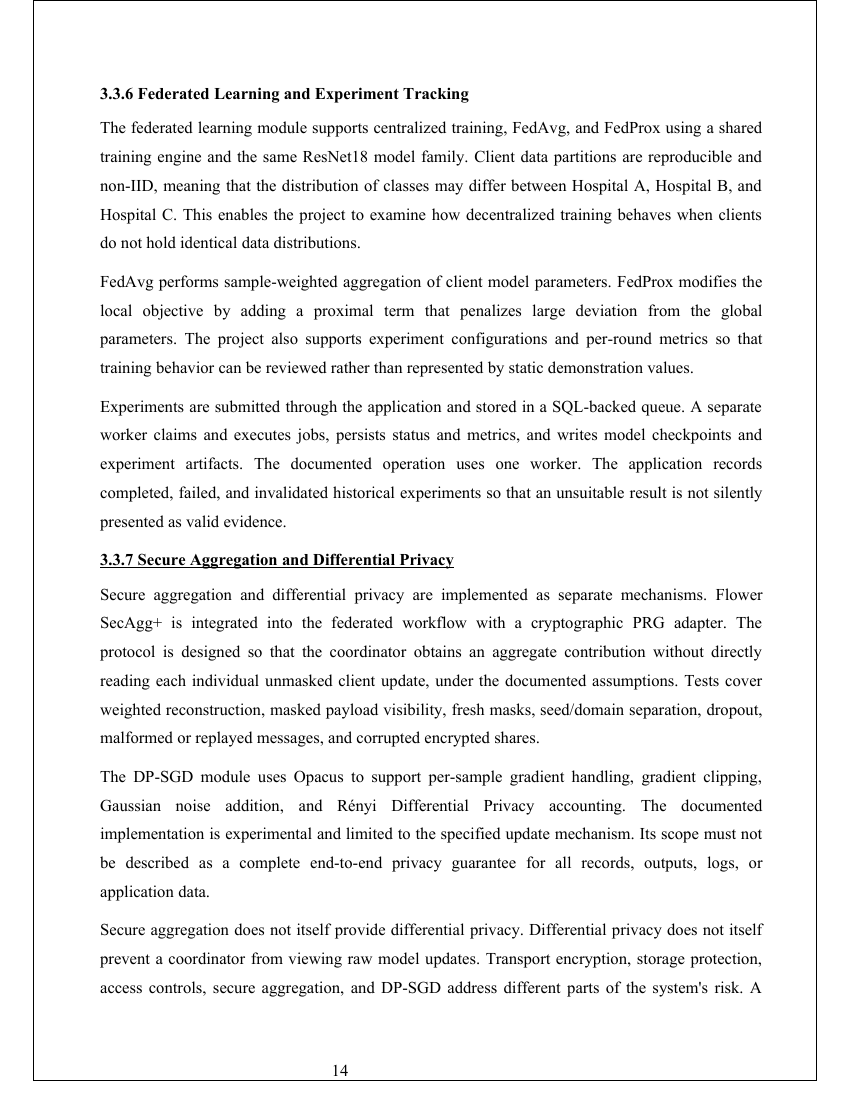 3.3.6 Federated Learning and Experiment Tracking
The federated learning module supports centralized training, FedAvg, and FedProx using a shared
training engine and the same ResNet18 model family. Client data partitions are reproducible and
non-IID, meaning that the distribution of classes may differ between Hospital A, Hospital B, and
Hospital C. This enables the project to examine how decentralized training behaves when clients
do not hold identical data distributions.
FedAvg performs sample-weighted aggregation of client model parameters. FedProx modifies the
local objective by adding a proximal term that penalizes large deviation from the global
parameters. The project also supports experiment configurations and per-round metrics so that
training behavior can be reviewed rather than represented by static demonstration values.
Experiments are submitted through the application and stored in a SQL-backed queue. A separate
worker claims and executes jobs, persists status and metrics, and writes model checkpoints and
experiment artifacts. The documented operation uses one worker. The application records
completed, failed, and invalidated historical experiments so that an unsuitable result is not silently
presented as valid evidence.
3.3.7 Secure Aggregation and Differential Privacy
Secure aggregation and differential privacy are implemented as separate mechanisms. Flower
SecAgg+ is integrated into the federated workflow with a cryptographic PRG adapter. The
protocol is designed so that the coordinator obtains an aggregate contribution without directly
reading each individual unmasked client update, under the documented assumptions. Tests cover
weighted reconstruction, masked payload visibility, fresh masks, seed/domain separation, dropout,
malformed or replayed messages, and corrupted encrypted shares.
The DP-SGD module uses Opacus to support per-sample gradient handling, gradient clipping,
Gaussian noise addition, and Rényi Differential Privacy accounting. The documented
implementation is experimental and limited to the specified update mechanism. Its scope must not
be described as a complete end-to-end privacy guarantee for all records, outputs, logs, or
application data.
Secure aggregation does not itself provide differential privacy. Differential privacy does not itself
prevent a coordinator from viewing raw model updates. Transport encryption, storage protection,
access controls, secure aggregation, and DP-SGD address different parts of the system's risk. A
14